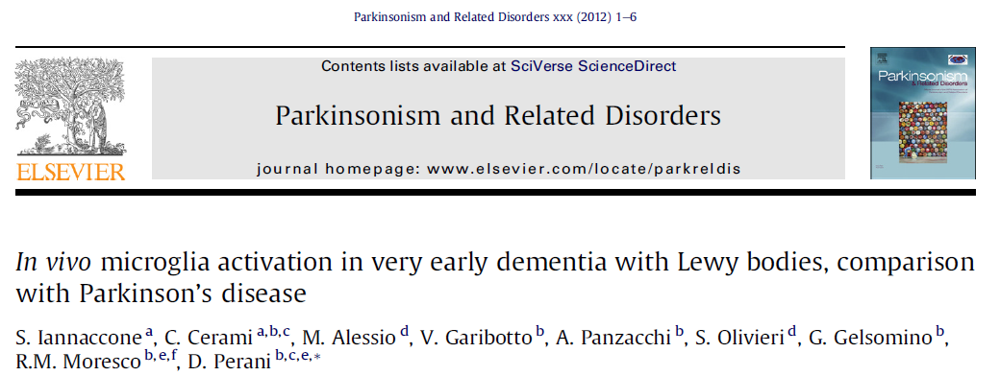 Parkinsonism and Related Disorders xxx (2012) 1–6
Contents lists available at SciVerse ScienceDirect
Parkinsonism and Related Disorders
journal homepage: www.elsevier.com/locate/parkreldis
ELSEVIER
Parkinsonism
& Related Disorders
In vivo microglia activation in very early dementia with Lewy bodies, comparison
with Parkinson's disease
S. Iannaccone a, C. Cerami a,b,c, M. Alessio d, V. Garibotto b, A. Panzacchi b, S. Olivieri d, G. Gelsomino b,
R.M. Moresco b,e,f, D. Perani b,c,e,*